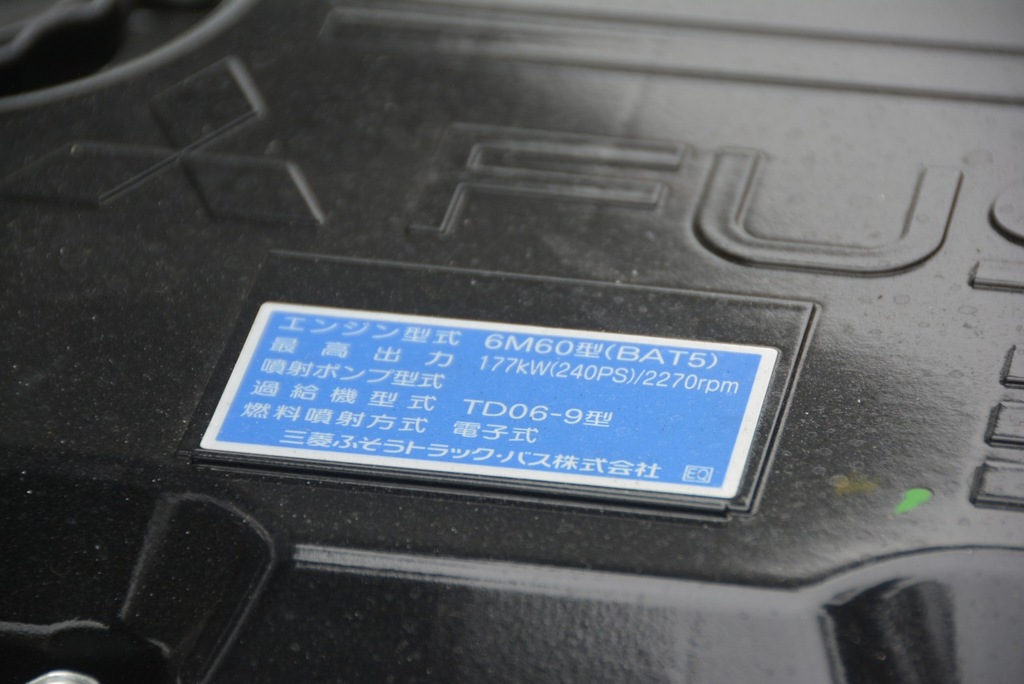 FUS
エンジン型式 6M60型(BAT5)
最高出力 177kW(240PS)/2270rpm
噴射ポンプ型式
過給機型式 TD06-9型
燃料噴射方式 電子式
三菱ふそうトラック・バス株式会社 EQ